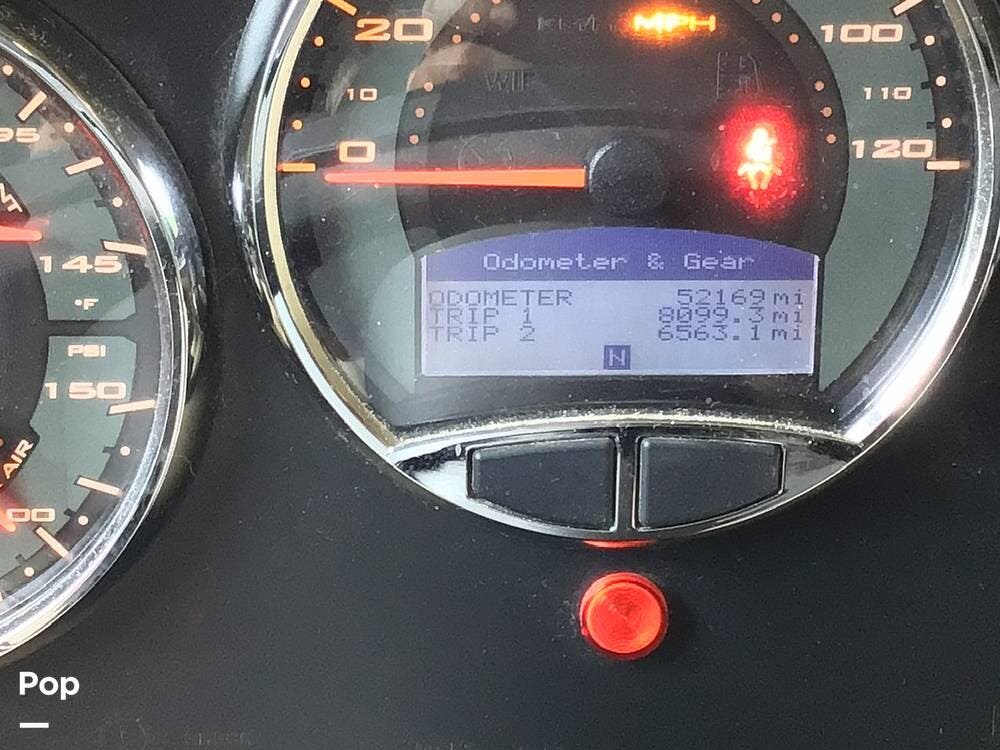 20
MPH
100
10
WIF
110
95
0
120
145
°F
Odometer & Gear
ODOMETER 52169 mi
TRIP 1 8099.3 mi
TRIP 2 6563.1 mi
N
PSI
150
AIR
Pop